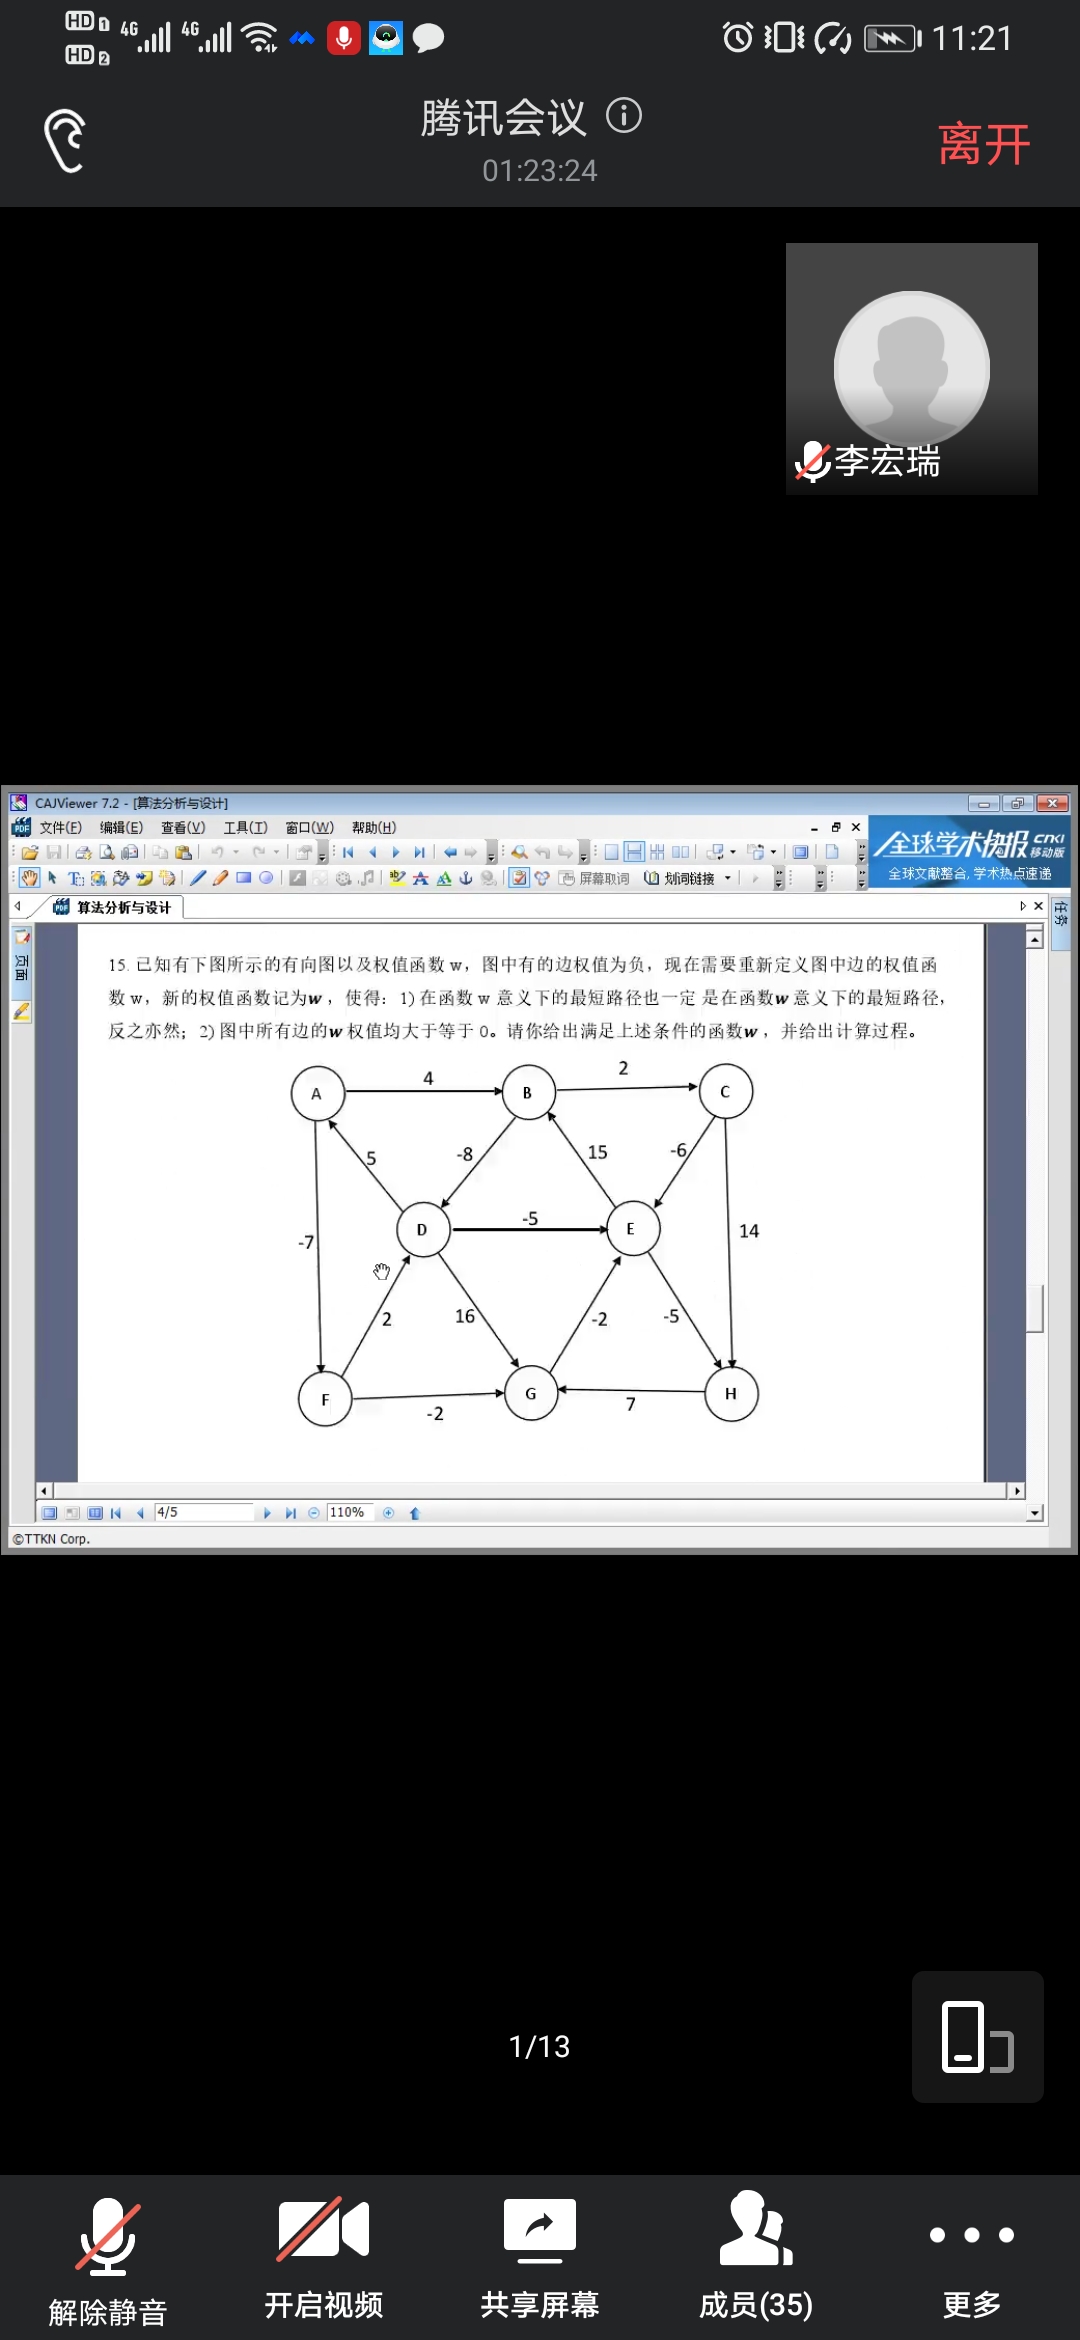 HD 1 4G 4G 11:21
HD 2
腾讯会议
01:23:24
离开
李宏瑞
CAJViewer 7.2 - [算法分析与设计]
文件(F) 编辑(E) 查看(V) 工具(T) 窗口(W) 帮助(H)
全球学术快报 CNKI 移动版
全球文献整合, 学术热点速递
屏幕取词 划词链接
算法分析与设计
任务
页面
15. 已知有下图所示的有向图以及权值函数 w，图中有的边权值为负，现在需要重新定义图中边的权值函
数 w，新的权值函数记为w，使得：1) 在函数 w 意义下的最短路径也一定 是在函数w 意义下的最短路径，
反之亦然；2) 图中所有边的w 权值均大于等于 0。请你给出满足上述条件的函数w，并给出计算过程。
A 4 B 2 C
5 -8 15 -6
-7 D -5 E 14
2 16 -2 -5
F -2 G 7 H
4/5 110%
©TTKN Corp.
1/13
解除静音 开启视频 共享屏幕 成员(35) 更多